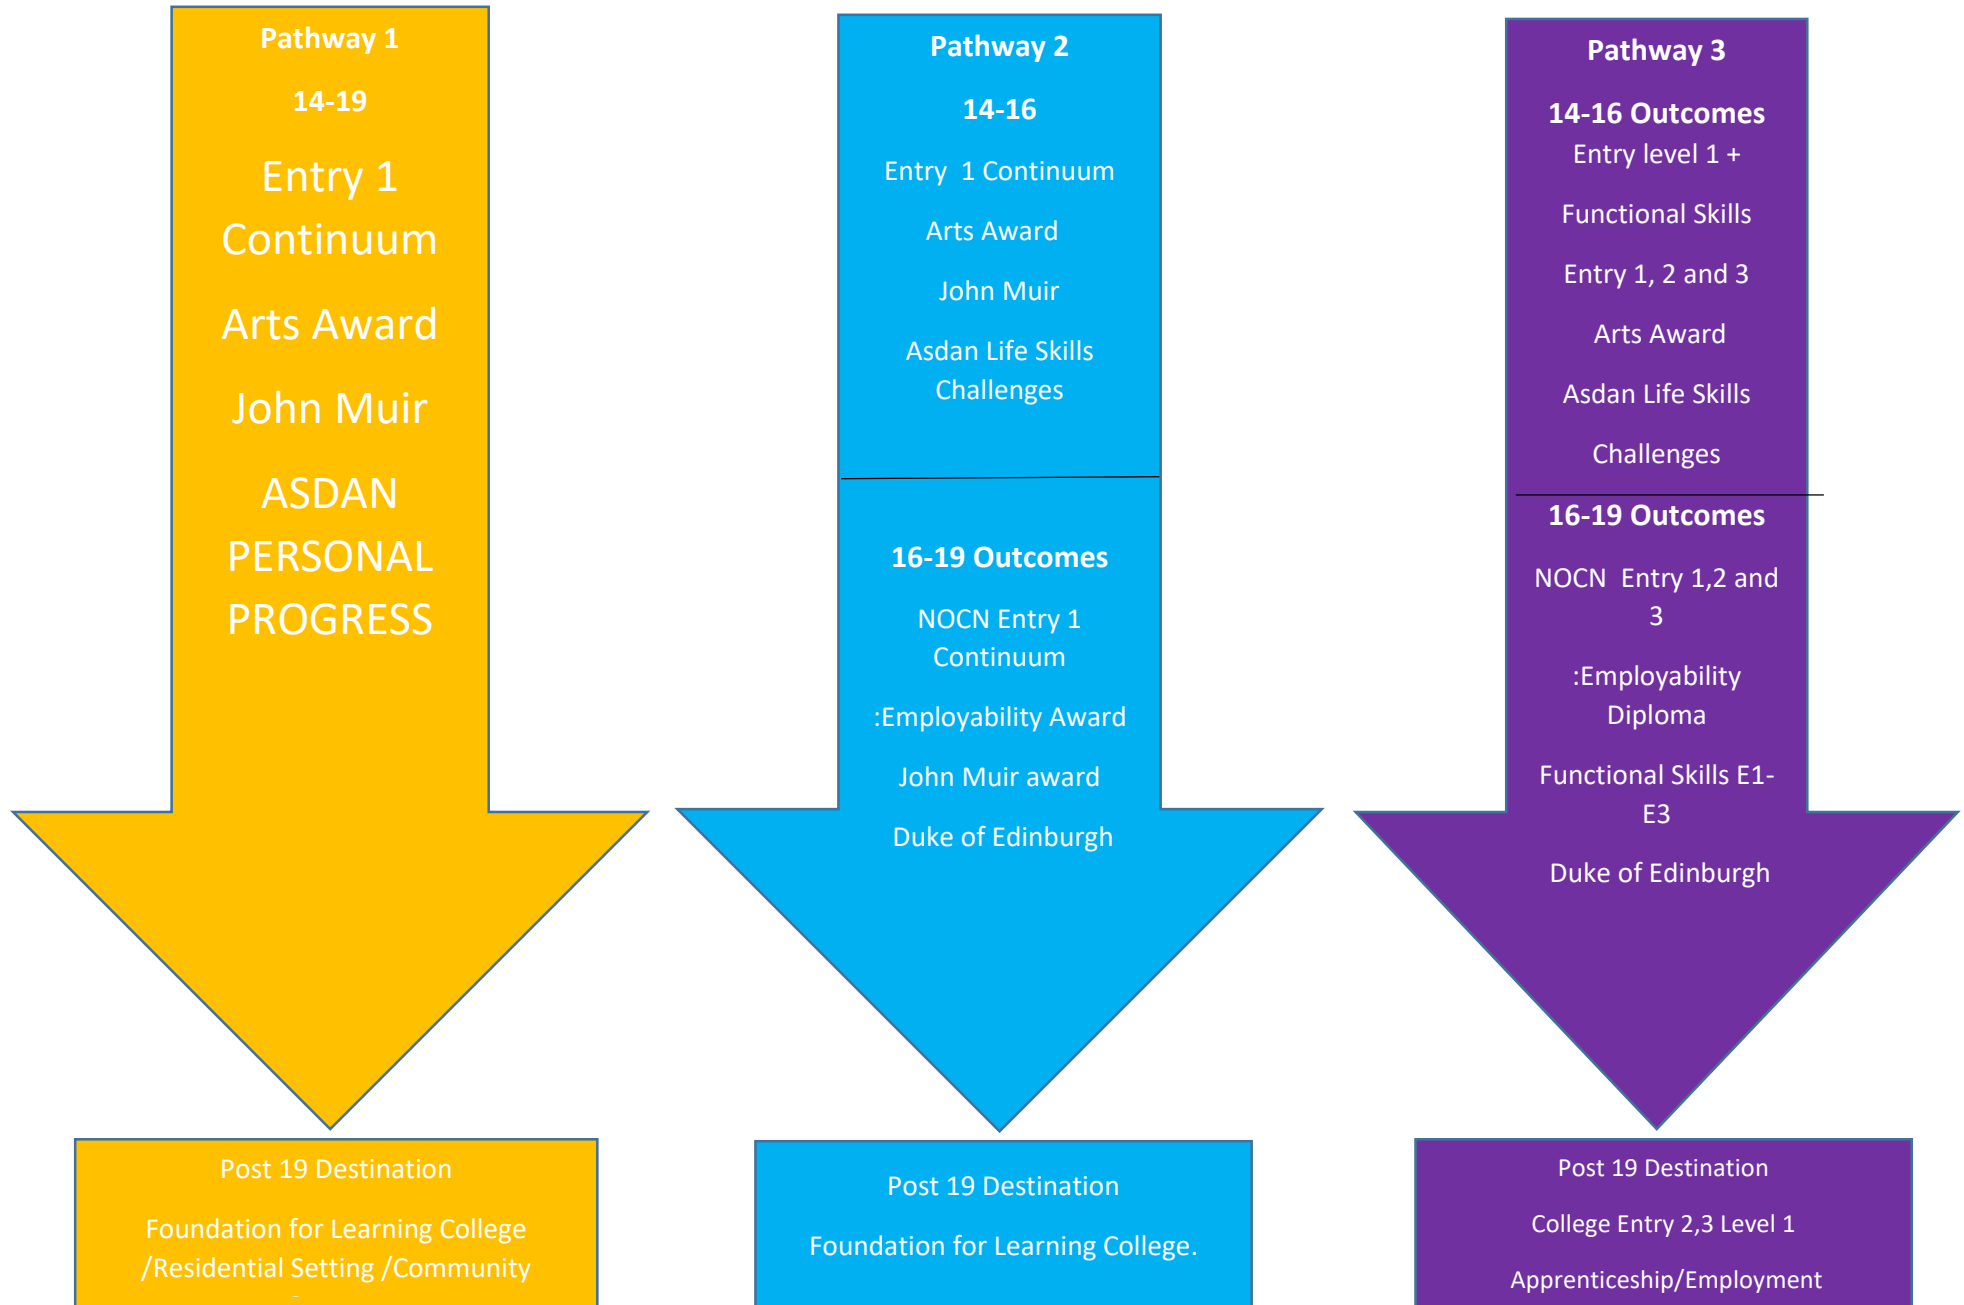 Pathway 1
14-19
Entry 1
Continuum
Arts Award
John Muir
ASDAN
PERSONAL
PROGRESS
Post 19 Destination
Foundation for Learning College
/Residential Setting /Community
Pathway 2
14-16
Entry  1 Continuum
Arts Award
John Muir
Asdan Life Skills
Challenges
16-19 Outcomes
NOCN Entry 1
Continuum
:Employability Award
John Muir award
Duke of Edinburgh
Post 19 Destination
Foundation for Learning College.
Pathway 3
14-16 Outcomes
Entry level 1 +
Functional Skills
Entry 1, 2 and 3
Arts Award
Asdan Life Skills
Challenges
16-19 Outcomes
NOCN  Entry 1,2 and
3
:Employability
Diploma
Functional Skills E1-
E3
Duke of Edinburgh
Post 19 Destination
College Entry 2,3 Level 1
Apprenticeship/Employment